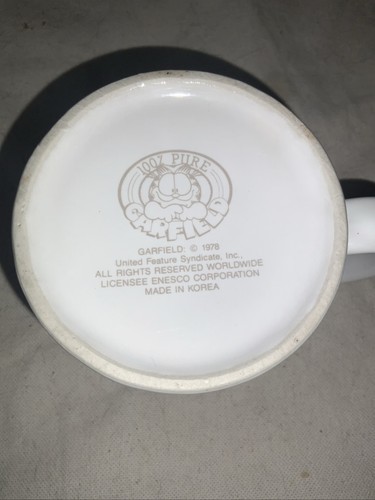 100% PURE
GARFIELD
GARFIELD: © 1978
United Feature Syndicate, Inc.,
ALL RIGHTS RESERVED WORLDWIDE
LICENSEE ENESCO CORPORATION
MADE IN KOREA